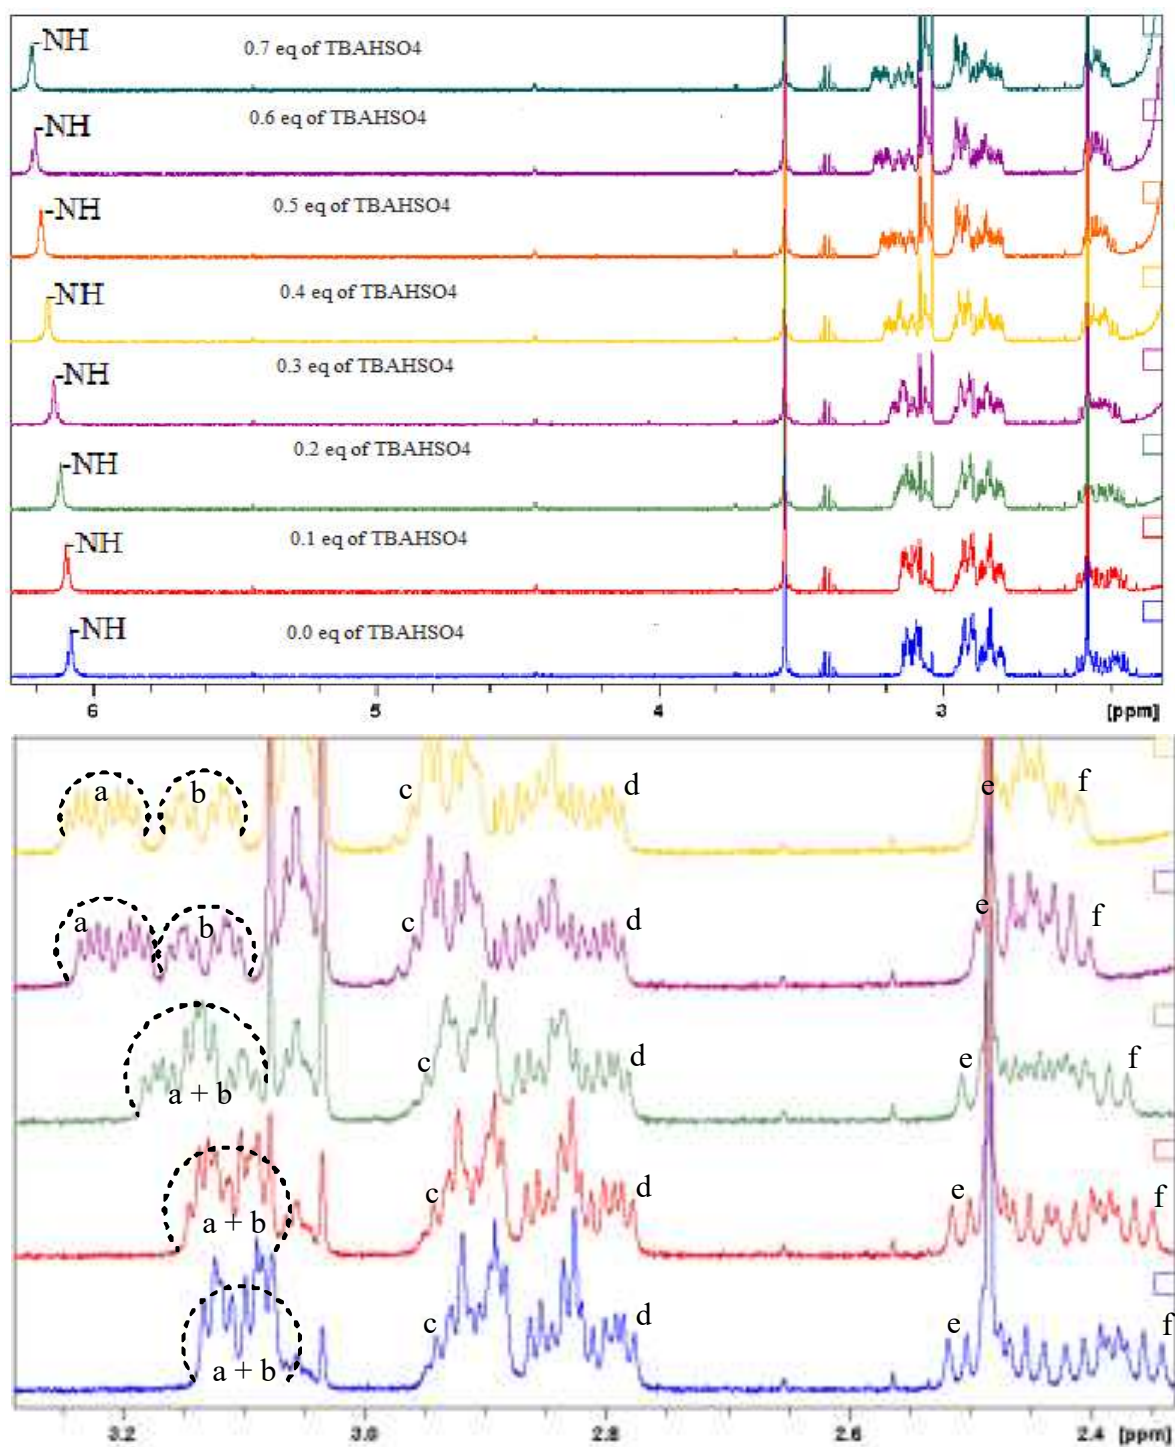 -NH
0.7 eq of TBAHSO4
-NH
0.6 eq of TBAHSO4
-NH
0.5 eq of TBAHSO4
-NH
0.4 eq of TBAHSO4
-NH
0.3 eq of TBAHSO4
-NH
0.2 eq of TBAHSO4
-NH
0.1 eq of TBAHSO4
-NH
0.0 eq of TBAHSO4
6 5 4 3 [ppm]
a b c d e f
a b c d e f
a + b c d e f
a + b c d e f
a + b c d e f
3.2 3.0 2.8 2.6 2.4 [ppm]